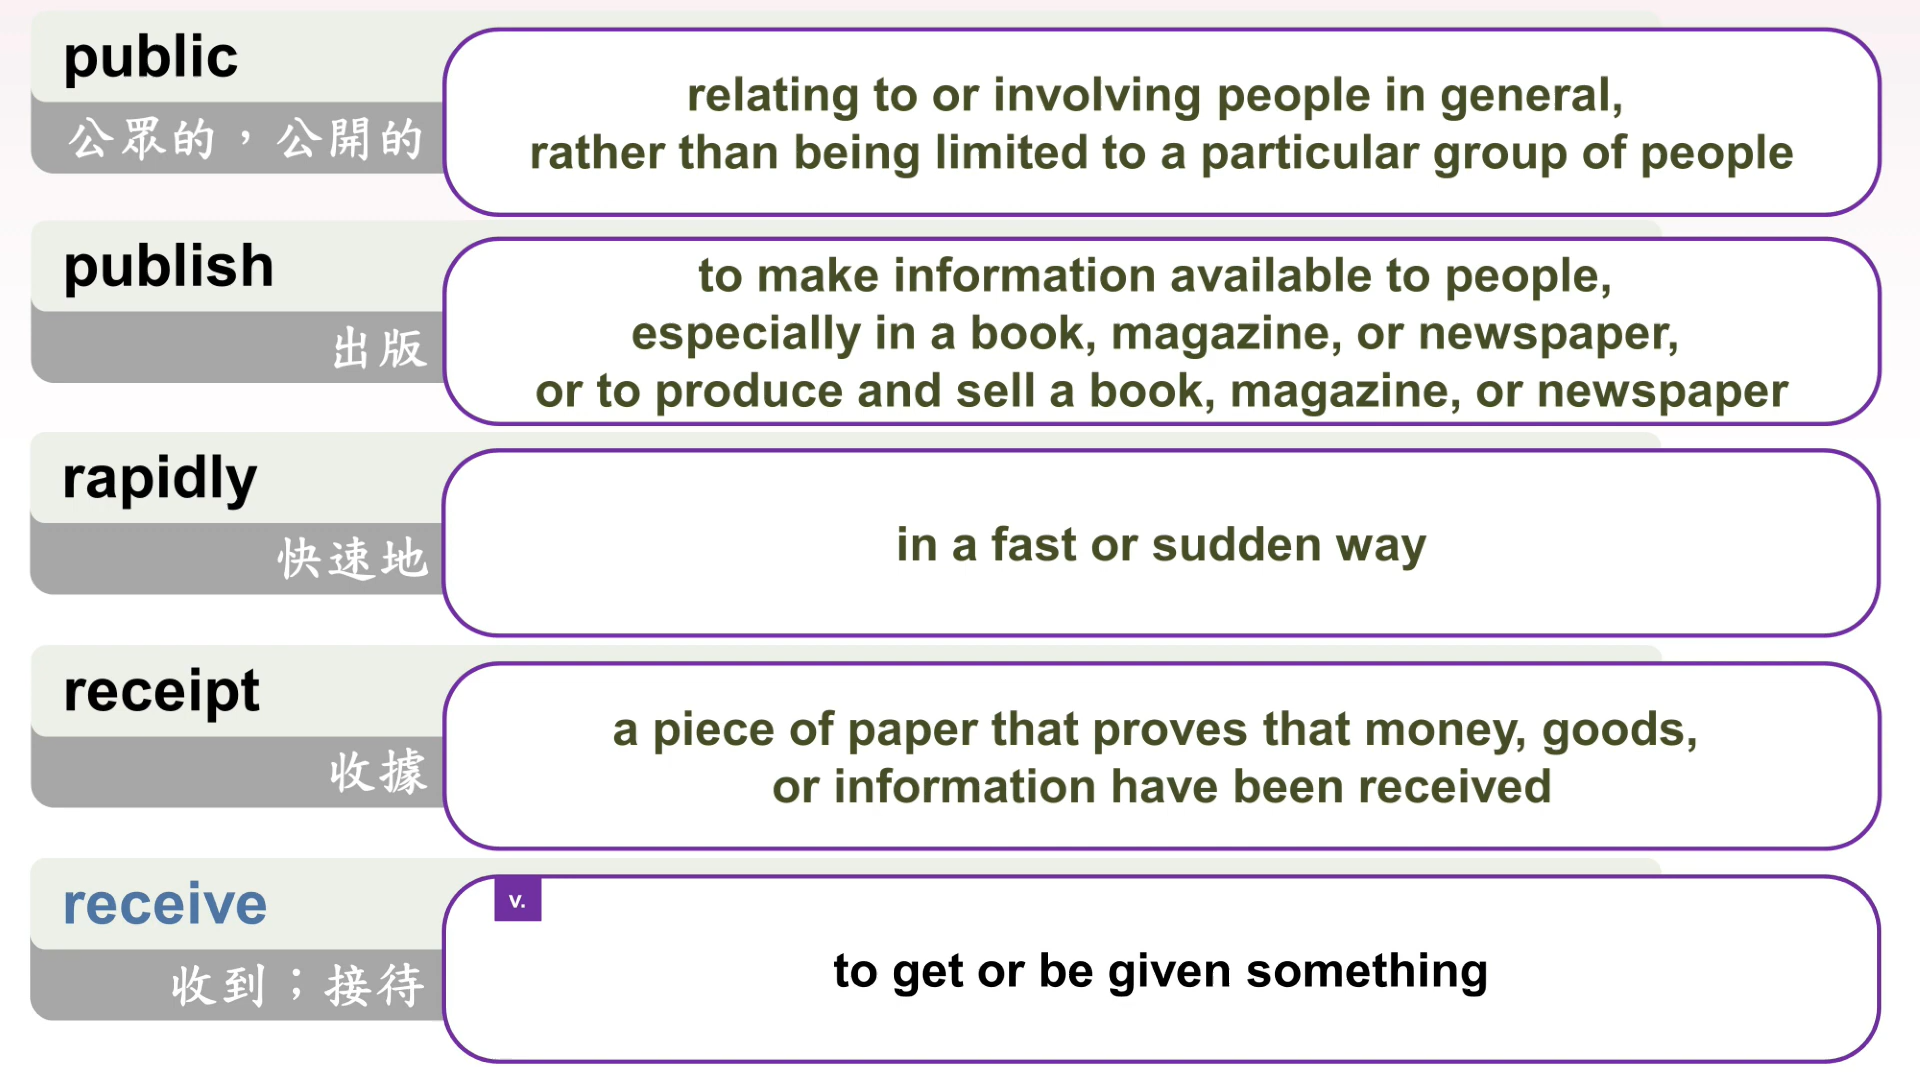 public
公眾的，公開的
relating to or involving people in general,
rather than being limited to a particular group of people
publish
出版
to make information available to people,
especially in a book, magazine, or newspaper,
or to produce and sell a book, magazine, or newspaper
rapidly
快速地
in a fast or sudden way
receipt
收據
a piece of paper that proves that money, goods,
or information have been received
receive
收到；接待
v.
to get or be given something